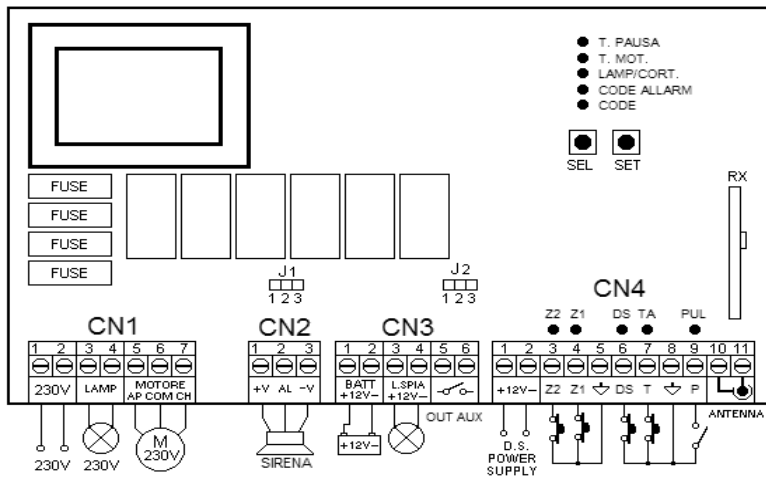 T. PAUSA
T. MOT.
LAMP/CORT.
CODE ALLARM
CODE
SEL SET
RX
FUSE
FUSE
FUSE
FUSE
J1
1 2 3
J2
1 2 3
CN1
CN2
CN3
CN4
Z2 Z1 DS TA PUL
1 2 3 4 5 6 7
1 2 3
1 2 3 4 5 6
1 2 3 4 5 6 7 8 9 10 11
230V LAMP MOTORE
AP COM CH
+V AL -V
BATT
+12V-
L.SPIA
+12V-
OUT AUX
+12V- Z2 Z1 DS T P
ANTENNA
230V
230V
M
230V
SIRENA
+12V-
D.S.
POWER
SUPPLY